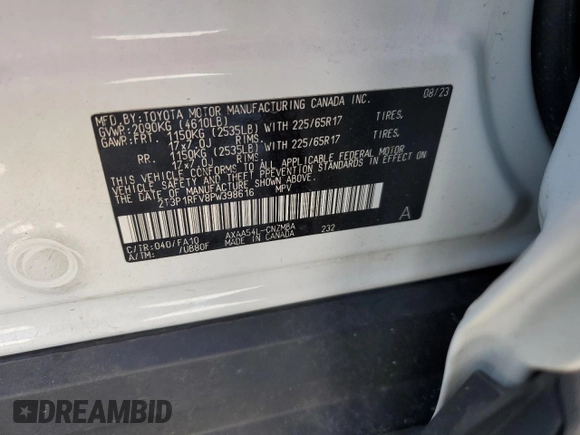 MFD.BY:TOYOTA MOTOR MANUFACTURING CANADA INC. 08/23
GVWP:2090KG (4610LB)
GAWR:FRT. 1150KG (2535LB) WITH 225/65R17 TIRES.
17x7.0J RIMS.
RR. 1150KG (2535LB) WITH 225/65R17 TIRES.
17x7.0J RIMS.
THIS VEHICLE CONFORMS TO ALL APPLICABLE FEDERAL MOTOR
VEHICLE SAFETY AND THEFT PREVENTION STANDARDS IN EFFECT ON
THE DATE OF MANUFACTURE SHOWN ABOVE.
2T3P1RFV8PW398616 MPV
A
C/TR:040/FA10 AXAA54L-CNZMBA
A/TM: /UB80F MADE IN CANADA 232
DREAMBID